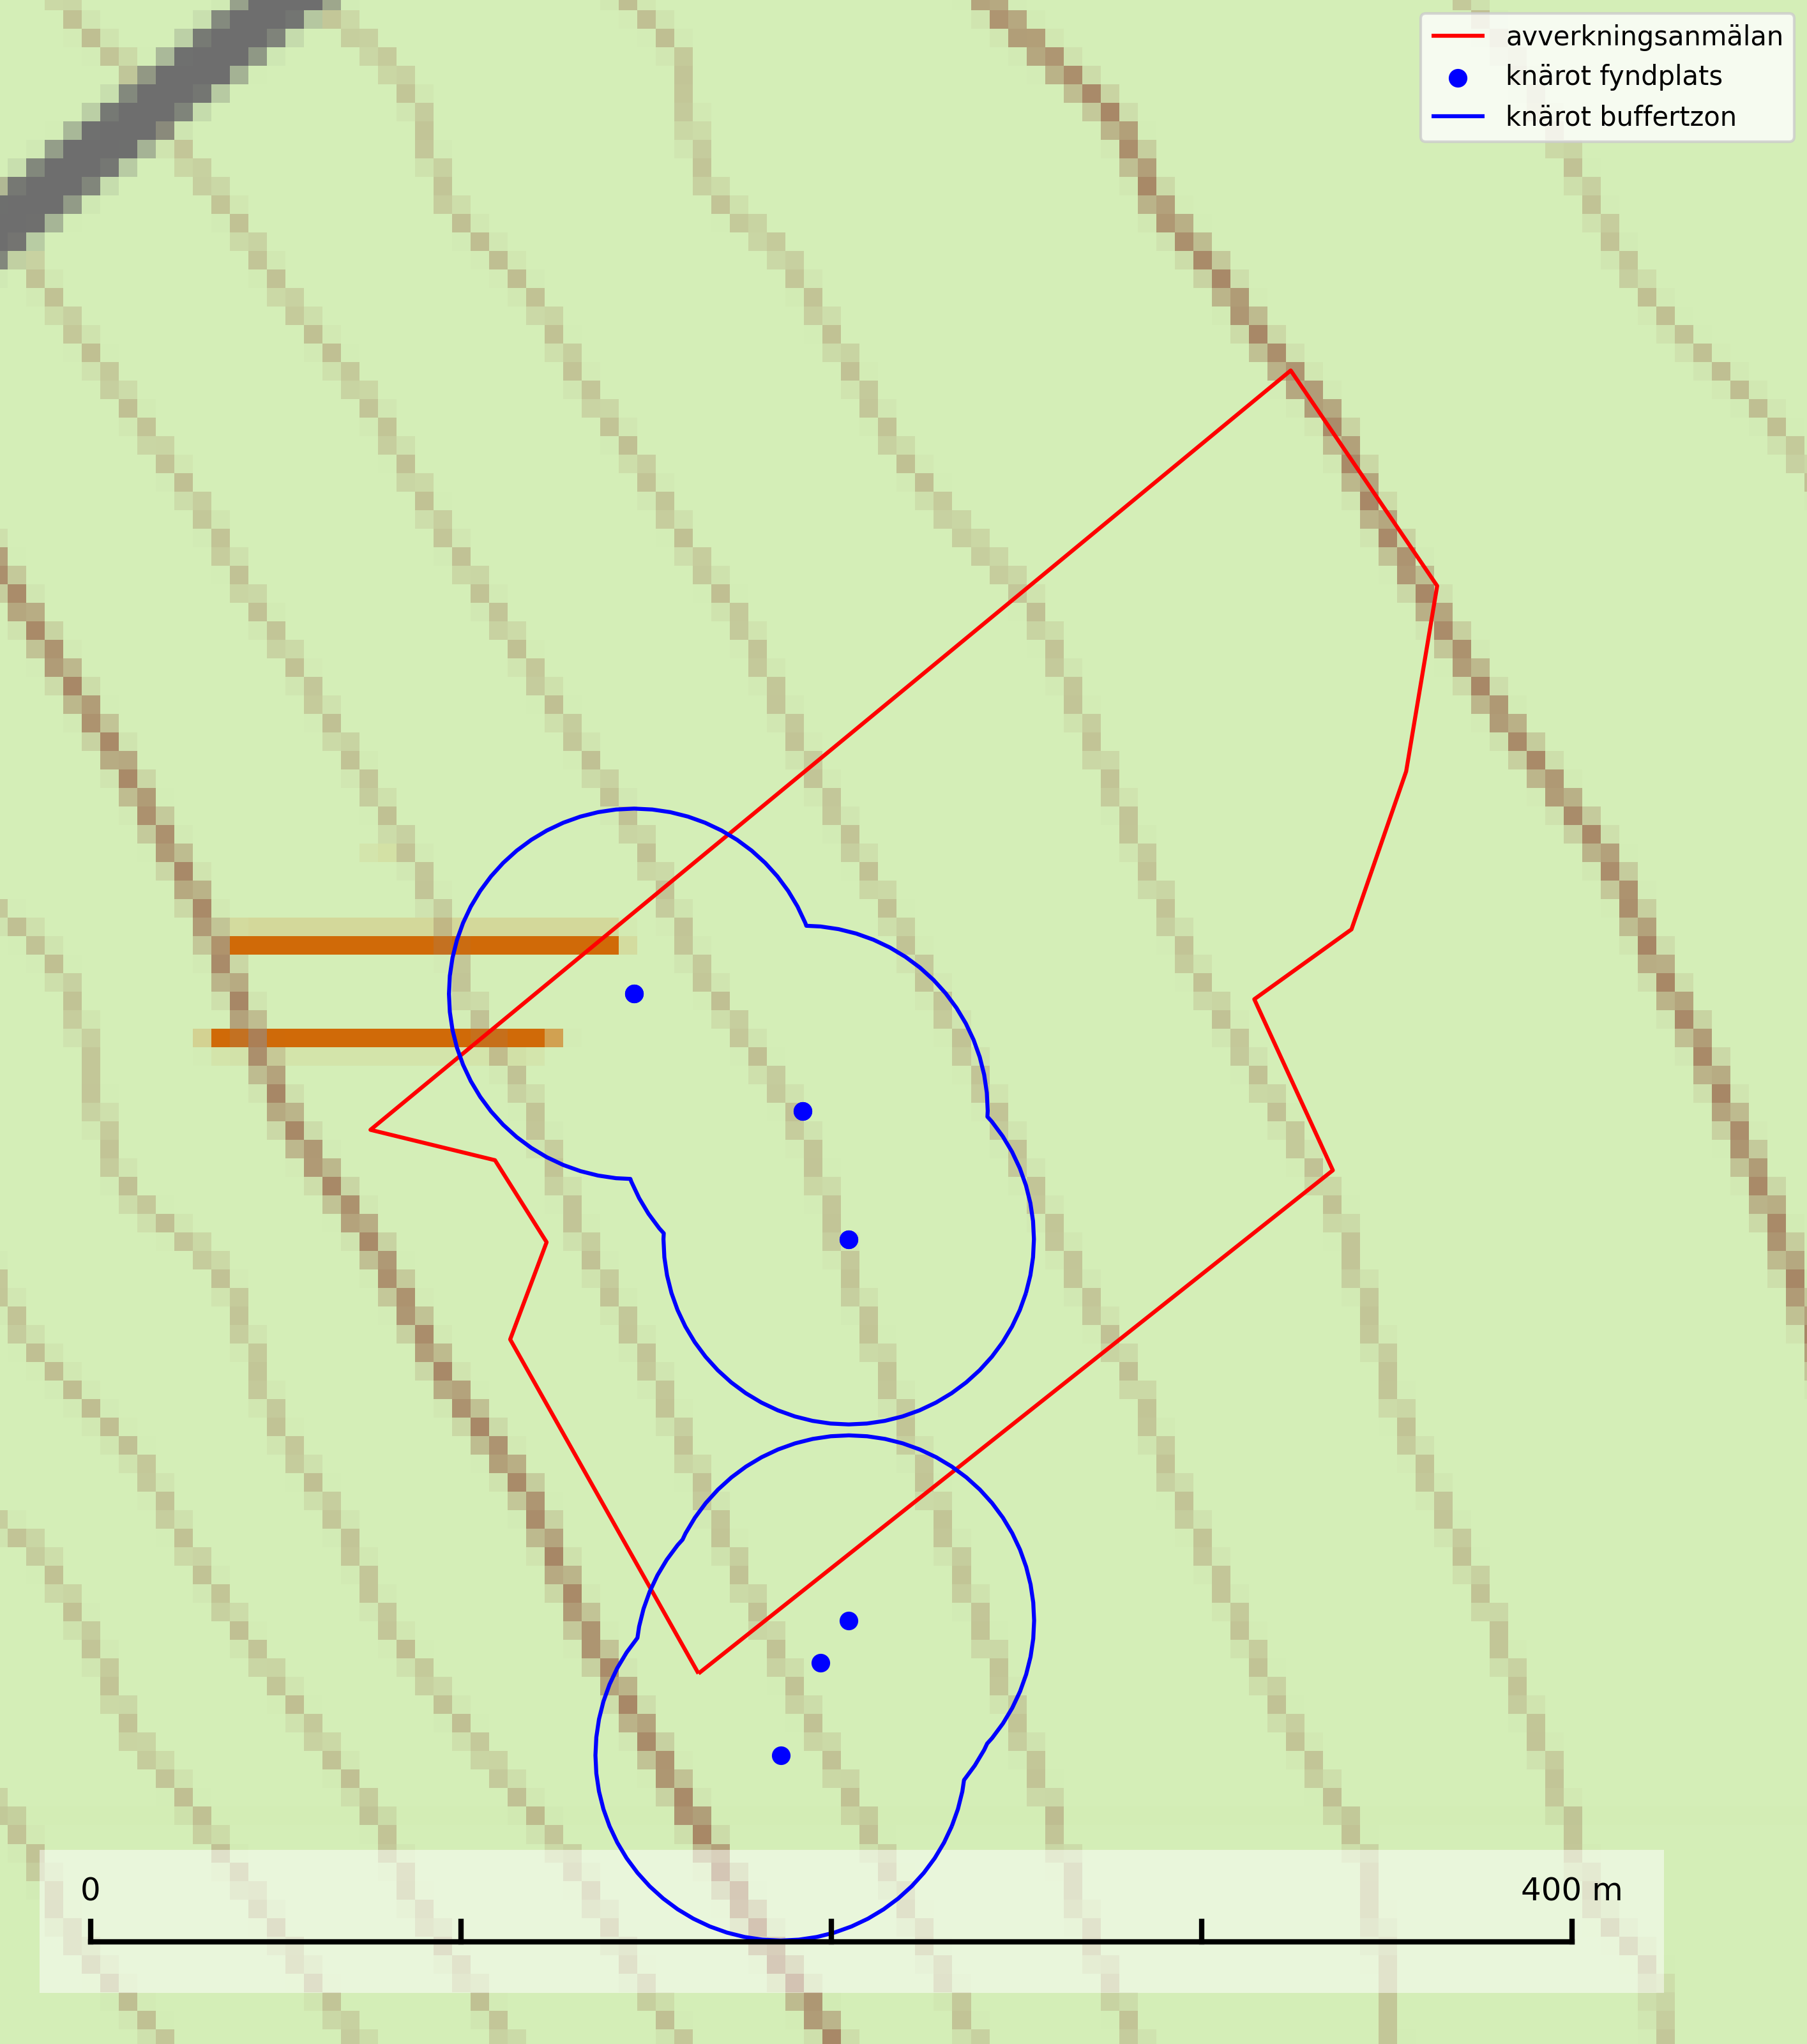 avverkningsanmälan
knärot fyndplats
knärot buffertzon
0
400 m